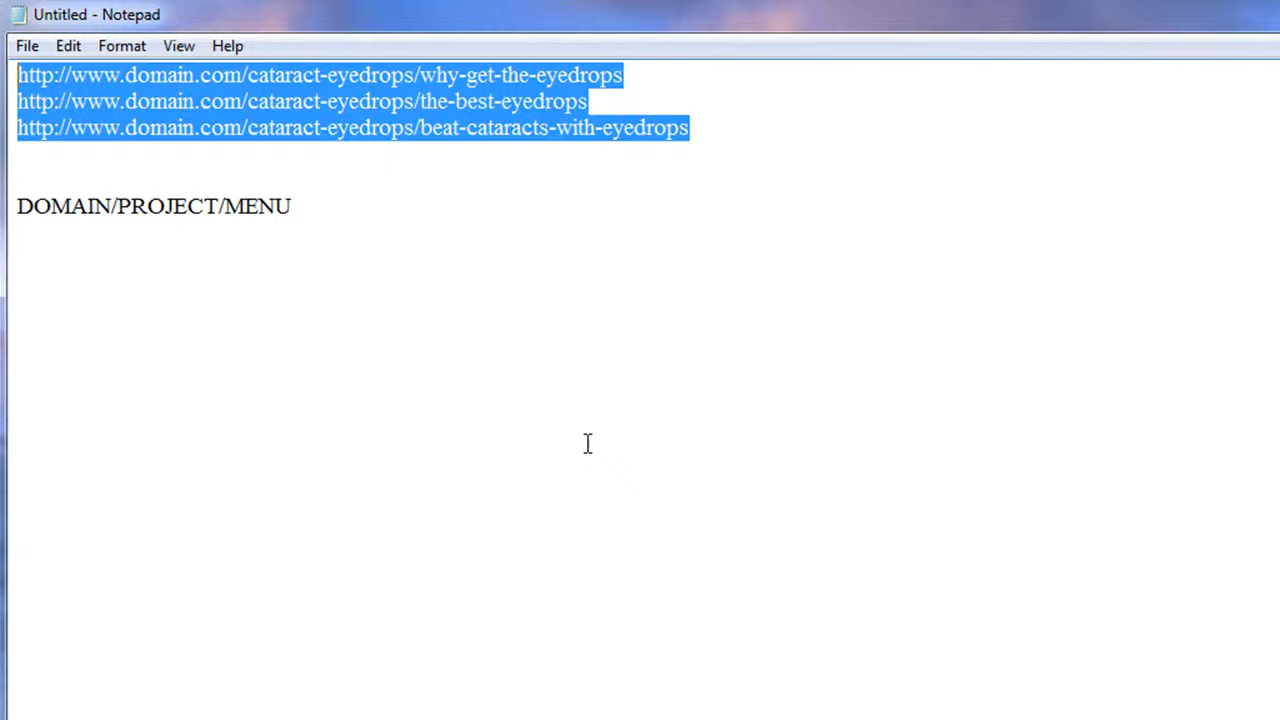 Untitled - Notepad
File Edit Format View Help
http://www.domain.com/cataract-eyedrops/why-get-the-eyedrops
http://www.domain.com/cataract-eyedrops/the-best-eyedrops
http://www.domain.com/cataract-eyedrops/beat-cataracts-with-eyedrops
DOMAIN/PROJECT/MENU